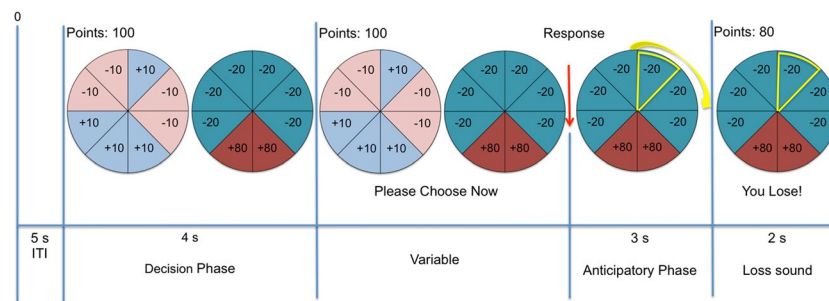 0
Points: 100
Points: 100
Response
Points: 80
-10 +10
-10 -10
+10 -10
+10 +10
-20 -20
-20 -20
-20 -20
+80 +80
-10 +10
-10 -10
+10 -10
+10 +10
-20 -20
-20 -20
-20 -20
+80 +80
-20 -20
-20 -20
-20 -20
+80 +80
-20 -20
-20 -20
-20 -20
+80 +80
Please Choose Now
You Lose!
5 s
ITI
4 s
Decision Phase
Variable
3 s
Anticipatory Phase
2 s
Loss sound